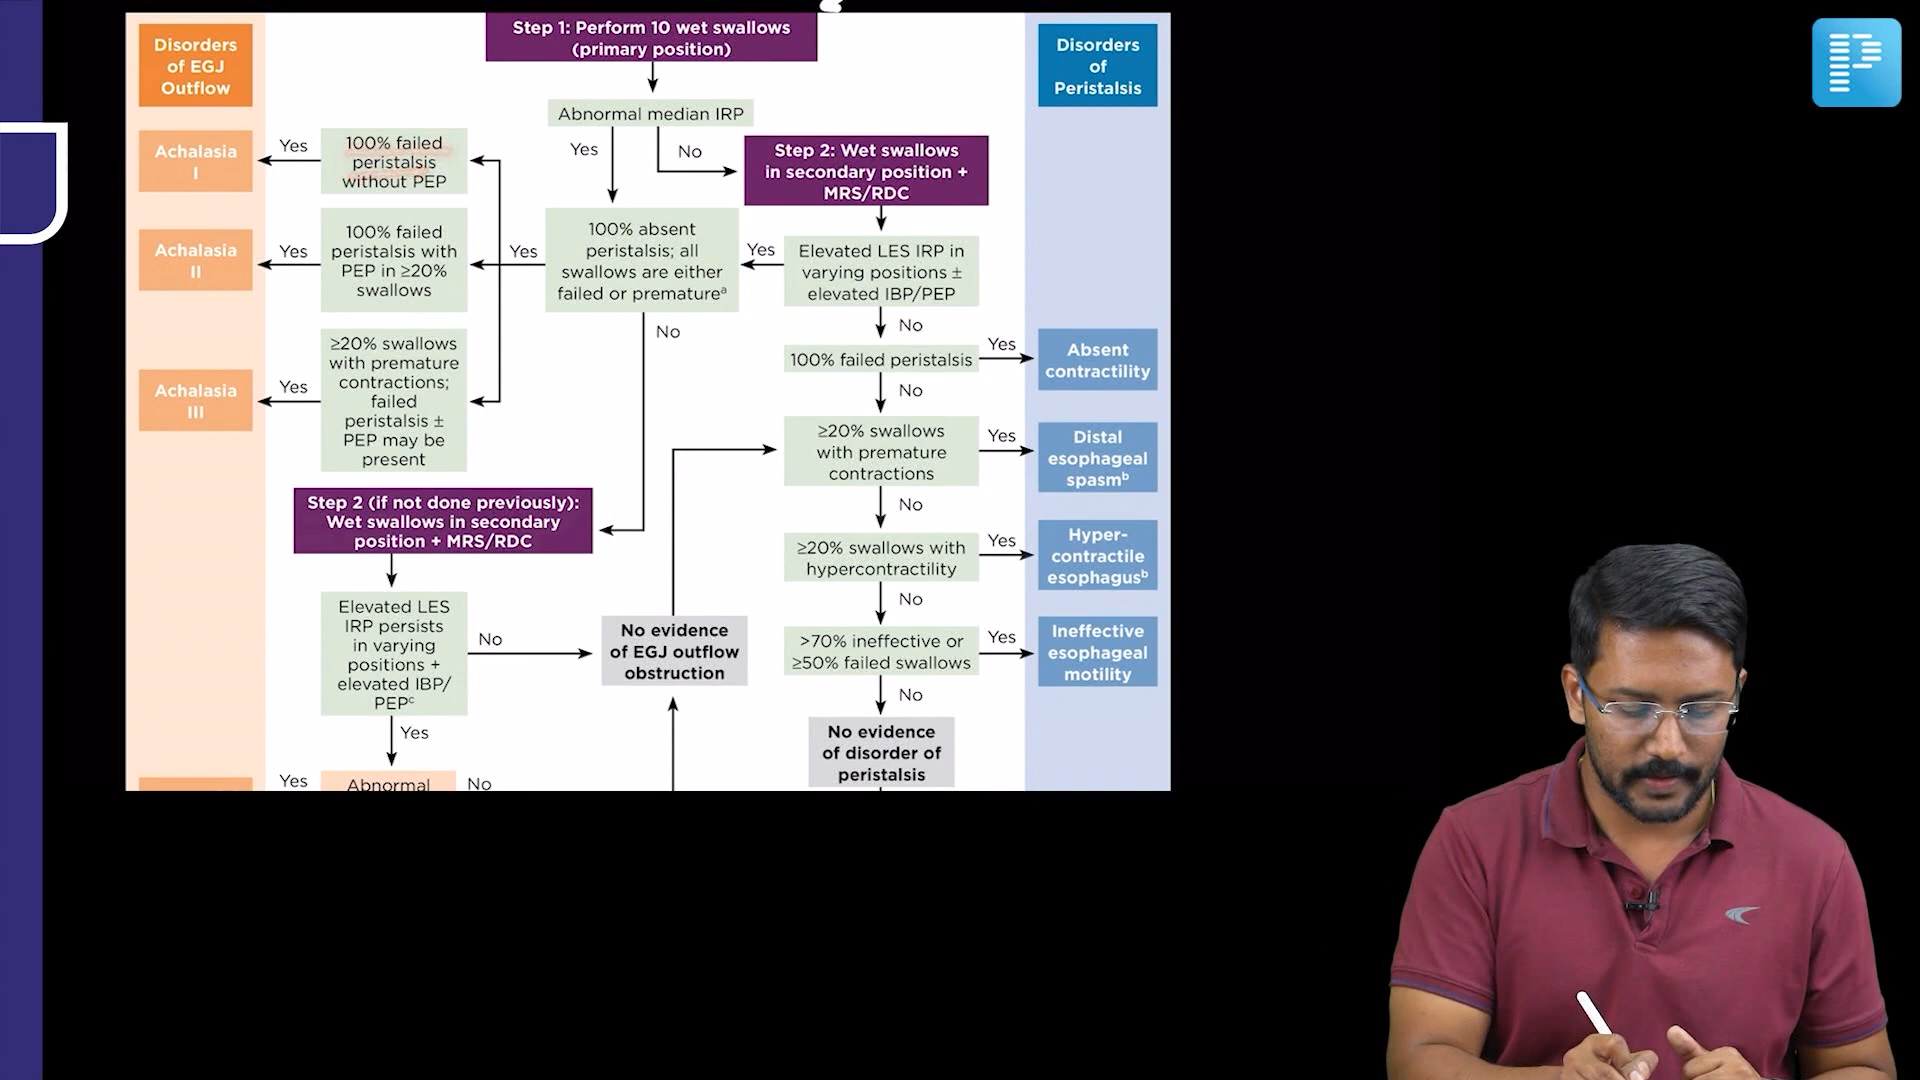 Disorders
of EGJ
Outflow
Step 1: Perform 10 wet swallows
(primary position)
Disorders
of
Peristalsis
Abnormal median IRP
Yes
No
Step 2: Wet swallows
in secondary position +
MRS/RDC
Achalasia
I
Yes
100% failed
peristalsis
without PEP
Achalasia
II
Yes
100% failed
peristalsis with
PEP in ≥20%
swallows
Yes
100% absent
peristalsis; all
swallows are either
failed or prematureᵃ
Yes
Elevated LES IRP in
varying positions ±
elevated IBP/PEP
No
No
Achalasia
III
Yes
≥20% swallows
with premature
contractions;
failed
peristalsis ±
PEP may be
present
100% failed peristalsis
Yes
Absent
contractility
No
≥20% swallows
with premature
contractions
Yes
Distal
esophageal
spasmᵇ
No
Step 2 (if not done previously):
Wet swallows in secondary
position + MRS/RDC
≥20% swallows with
hypercontractility
Yes
Hyper-
contractile
esophagusᵇ
No
Elevated LES
IRP persists
in varying
positions +
elevated IBP/
PEPᶜ
No
No evidence
of EGJ outflow
obstruction
>70% ineffective or
≥50% failed swallows
Yes
Ineffective
esophageal
motility
No
Yes
No evidence
of disorder of
peristalsis
Yes
Abnormal
No